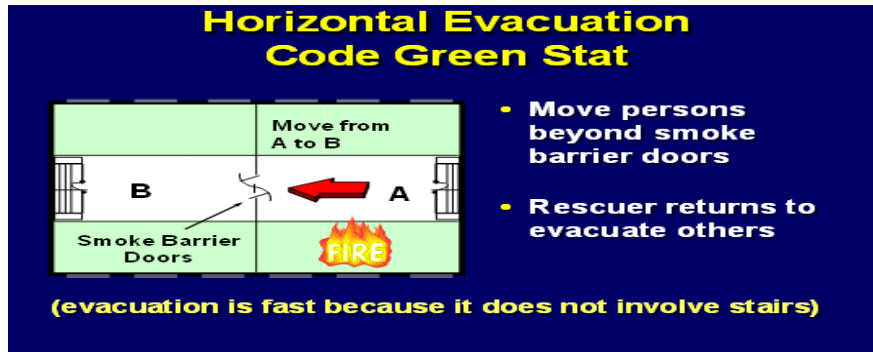 Horizontal Evacuation
Code Green Stat
Move from
A to B
B
A
Smoke Barrier
Doors
FIRE
• Move persons
beyond smoke
barrier doors
• Rescuer returns to
evacuate others
(evacuation is fast because it does not involve stairs)